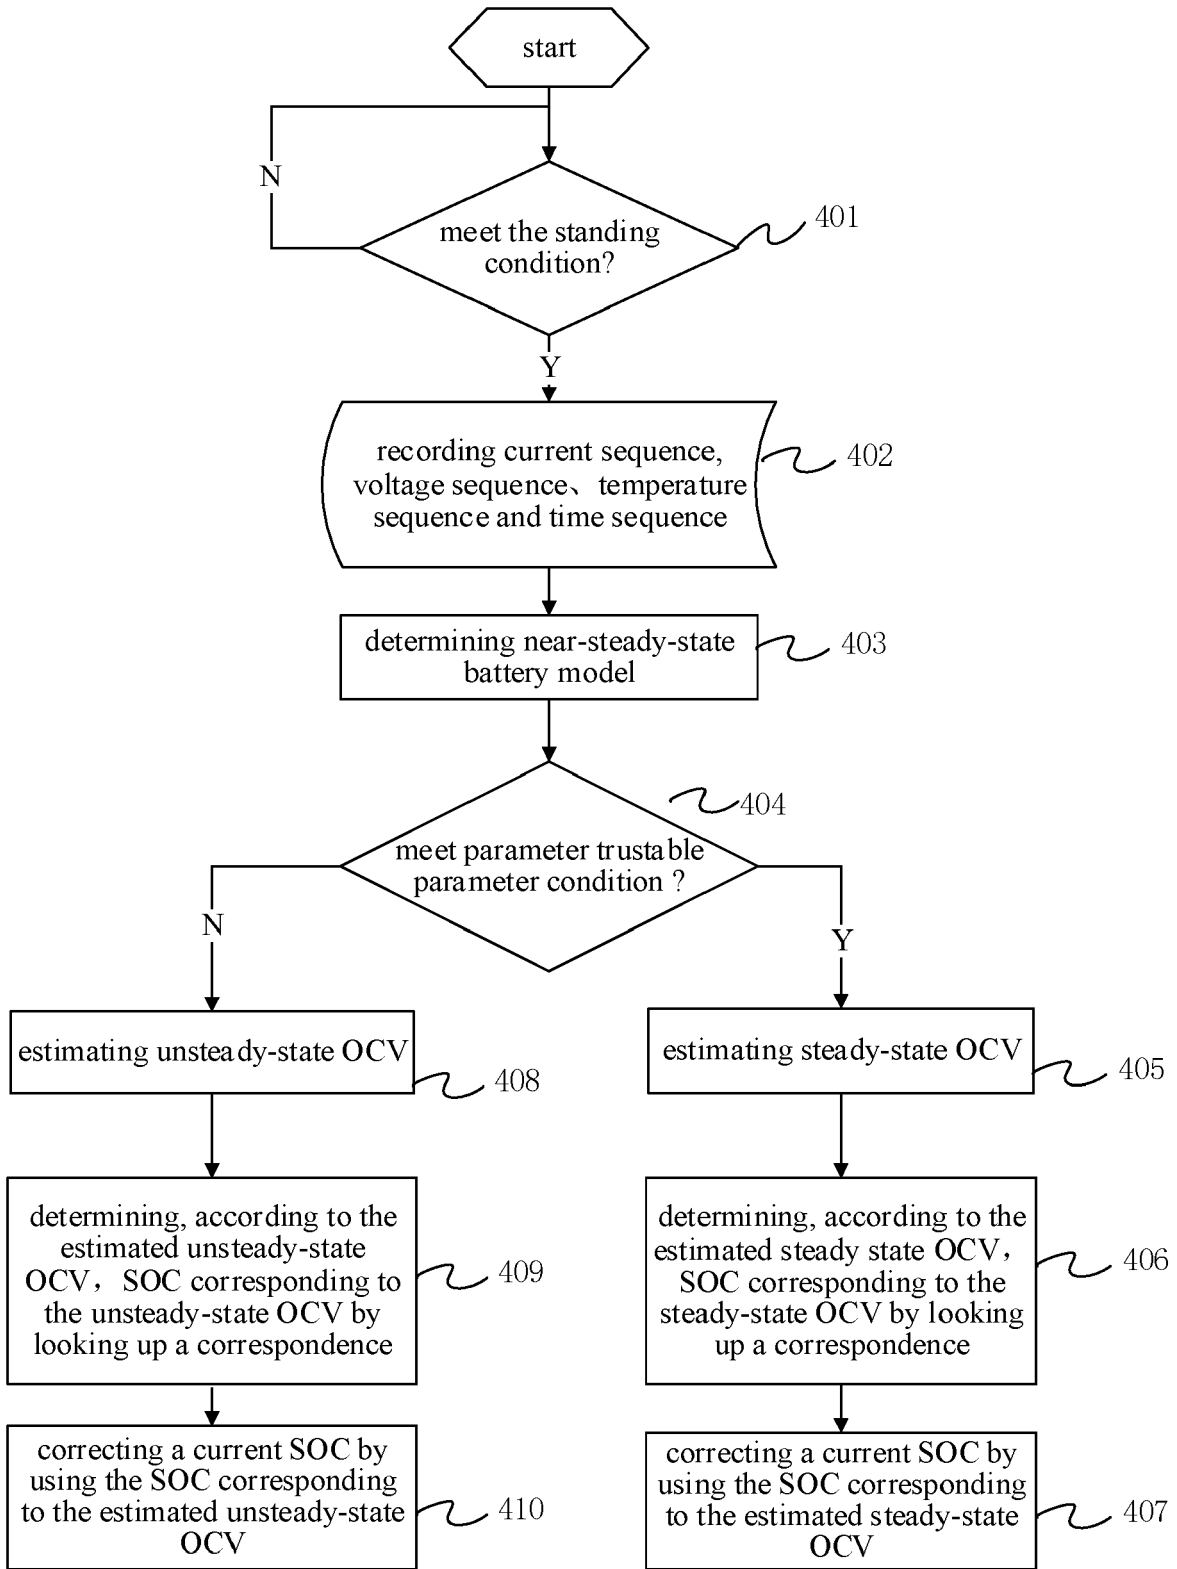 start
N
meet the standing
condition?
401
Y
recording current sequence,
voltage sequence、temperature
sequence and time sequence
402
determining near-steady-state
battery model
403
404
meet parameter trustable
parameter condition ?
N
Y
estimating unsteady-state OCV
408
estimating steady-state OCV
405
determining, according to the
estimated unsteady-state
OCV，SOC corresponding to
the unsteady-state OCV by
looking up a correspondence
409
determining, according to the
estimated steady state OCV，
SOC corresponding to the
steady-state OCV by looking
up a correspondence
406
correcting a current SOC by
using the SOC corresponding
to the estimated unsteady-state
OCV
410
correcting a current SOC by
using the SOC corresponding
to the estimated steady-state
OCV
407